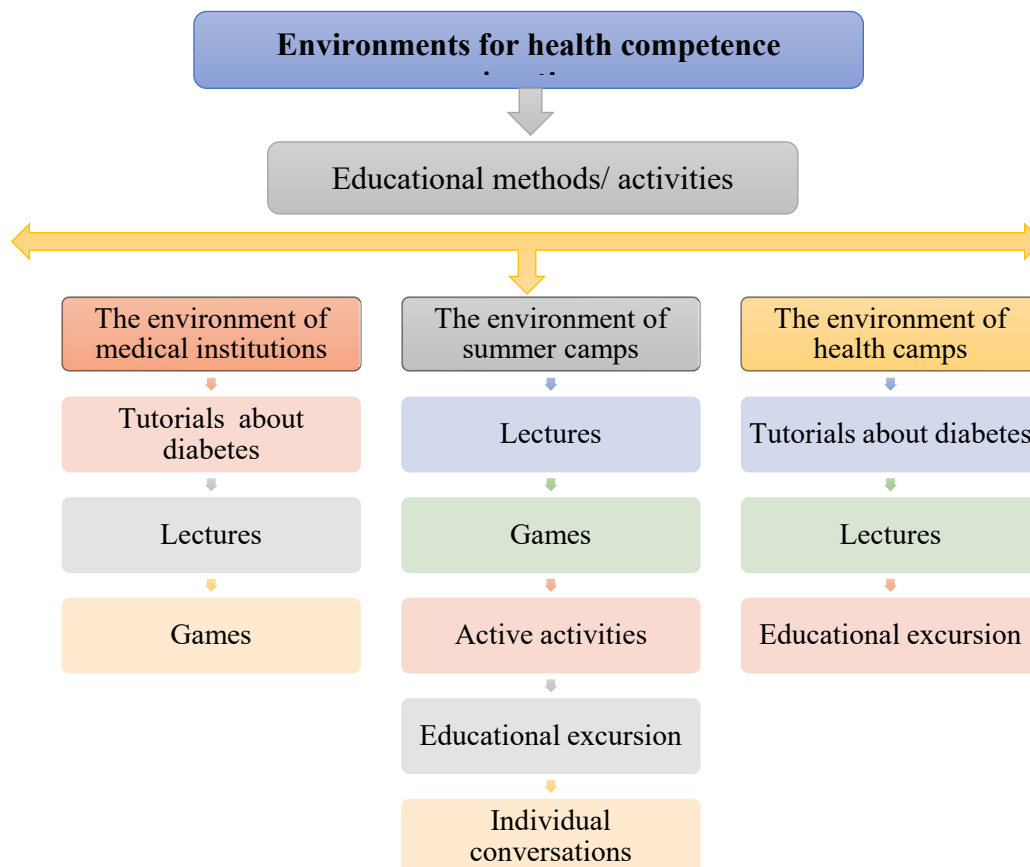 Environments for health competence
Educational methods/ activities
The environment of
medical institutions
Tutorials about
diabetes
Lectures
Games
The environment of
summer camps
Lectures
Games
Active activities
Educational excursion
Individual
conversations
The environment of
health camps
Tutorials about diabetes
Lectures
Educational excursion